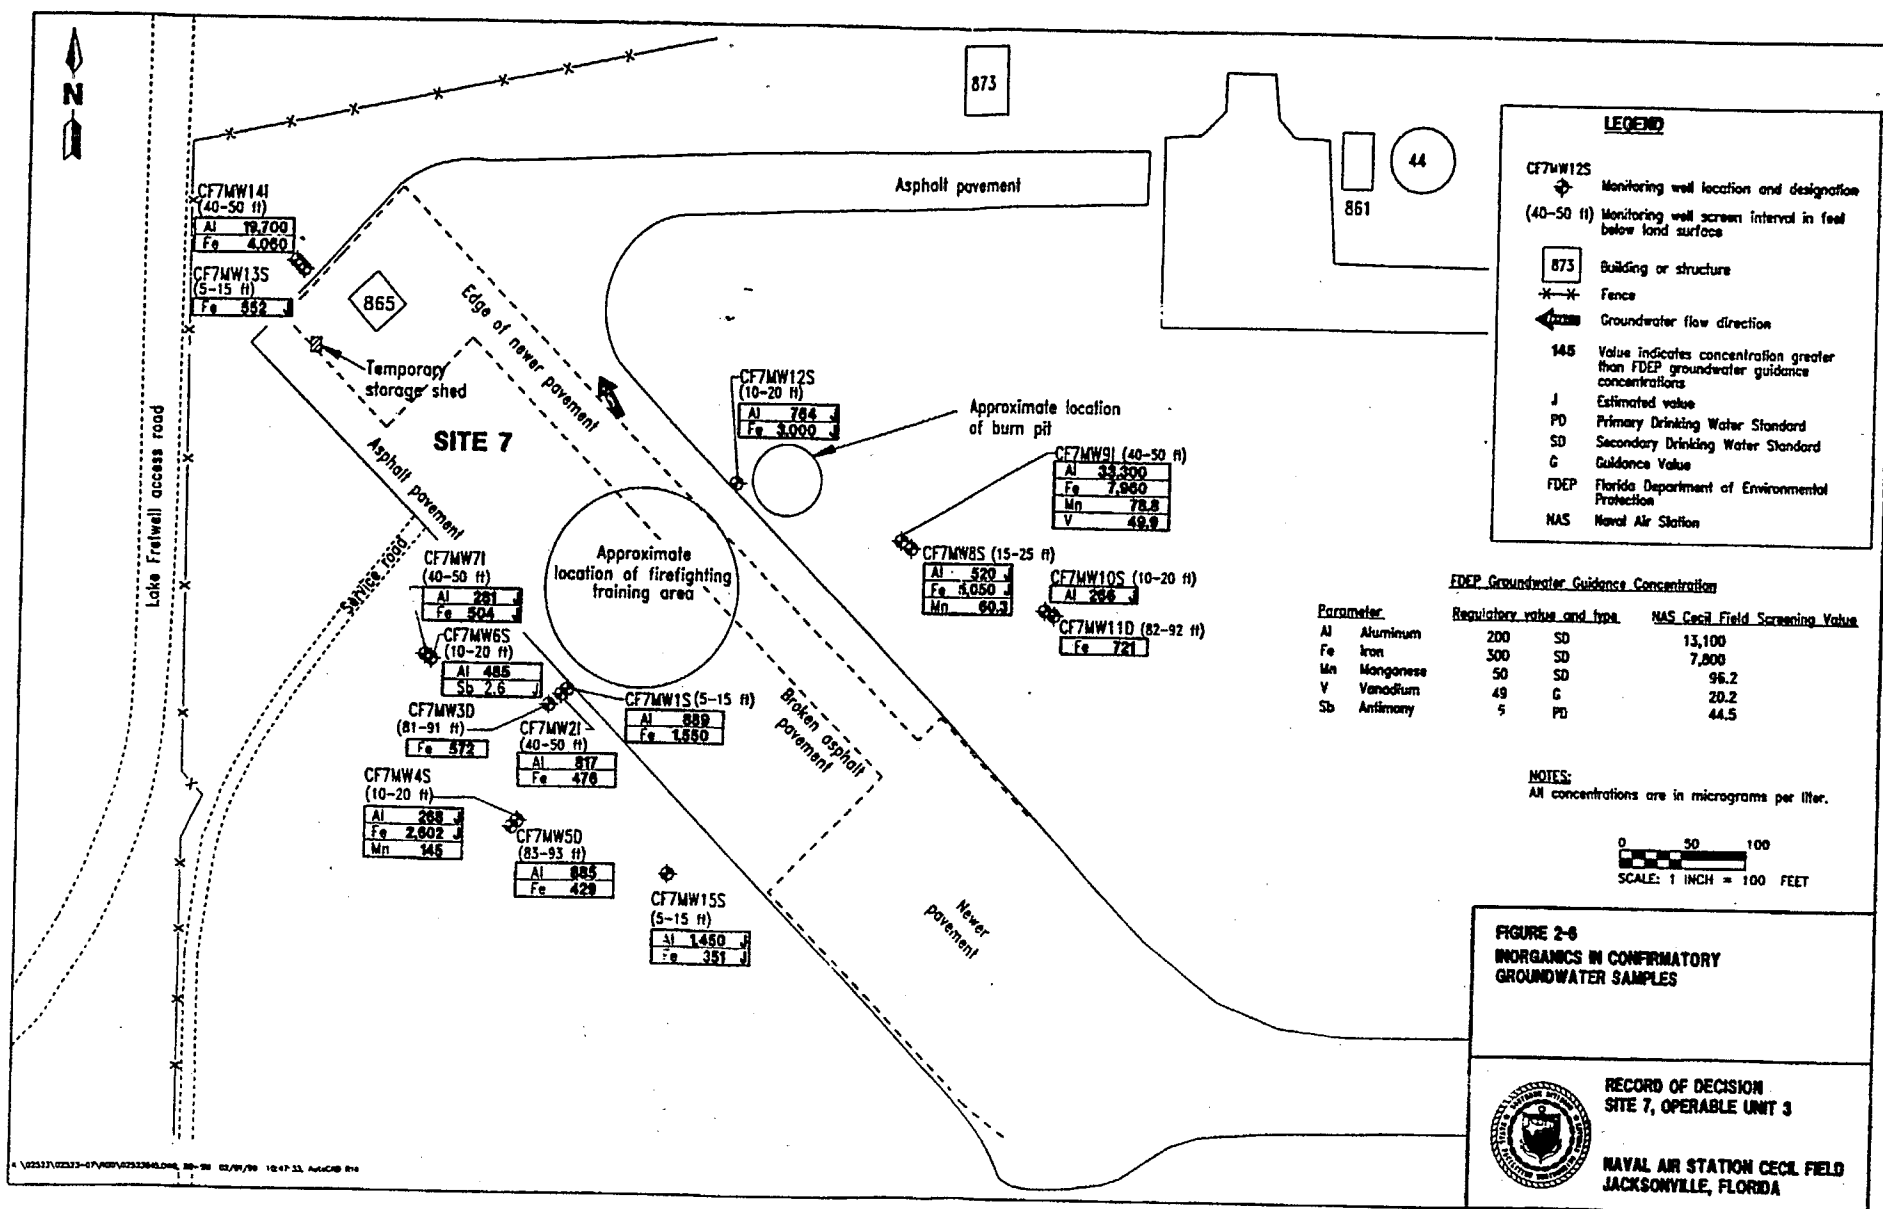 N
873
44
861
Asphalt pavement
CF7MW14I
(40-50 ft)
Al 19,700
Fe 4,060
CF7MW13S
(5-15 ft)
Fe 552 J
865
Edge of newer pavement
Temporary
storage shed
SITE 7
Asphalt pavement
Lake Fretwell access road
Service road
CF7MW12S
(10-20 ft)
Al 764 J
Fe 3,000 J
Approximate location
of burn pit
CF7MW9I (40-50 ft)
Al 33,300
Fe 7,960
Mn 78.8
V 49.9
CF7MW8S (15-25 ft)
Al 520 J
Fe
Mn 60.3
CF7MW10S (10-20 ft)
Al 266 J
CF7MW11D (82-92 ft)
Fe 721
Approximate
location of firefighting
training area
CF7MW7I
(40-50 ft)
Al 281 J
Fe 504 J
CF7MW6S
(10-20 ft)
Al 485
Sb 2.6 J
CF7MW3D
(81-91 ft)
Fe 572
CF7MW2I
(40-50 ft)
Al 817
Fe 476
CF7MW1S (5-15 ft)
Al 889
Fe 1,550
CF7MW4S
(10-20 ft)
Al 268 J
Fe 2,602 J
Mn 145
CF7MW5D
(83-93 ft)
Al 885
Fe 429
CF7MW15S
(5-15 ft)
Al 1,450 J
Fe 351 J
Broken asphalt
pavement
Newer
pavement
LEGEND
CF7MW12S
Monitoring well location and designation
(40-50 ft) Monitoring well screen interval in feet
below land surface
873 Building or structure
Fence
Groundwater flow direction
145 Value indicates concentration greater
than FDEP groundwater guidance
concentrations
J Estimated value
PD Primary Drinking Water Standard
SD Secondary Drinking Water Standard
G Guidance Value
FDEP Florida Department of Environmental
Protection
NAS Naval Air Station
FDEP Groundwater Guidance Concentration
Parameter Regulatory value and type NAS Cecil Field Screening Value
Al Aluminum 200 SD 13,100
Fe Iron 300 SD 7,800
Mn Manganese 50 SD 96.2
V Vanadium 49 G 20.2
Sb Antimony 5 PD 44.5
NOTES:
All concentrations are in micrograms per liter.
0 50 100
SCALE: 1 INCH = 100 FEET
FIGURE 2-6
INORGANICS IN CONFIRMATORY
GROUNDWATER SAMPLES
RECORD OF DECISION
SITE 7, OPERABLE UNIT 3
NAVAL AIR STATION CECIL FIELD
JACKSONVILLE, FLORIDA
10:47:33, AutoCAD R14